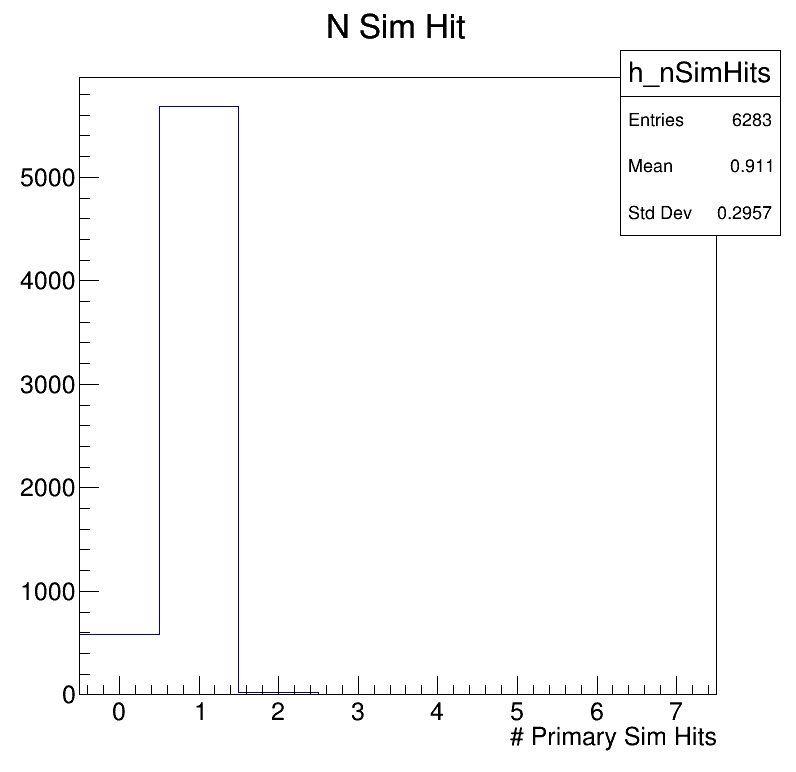 N Sim Hit
h_nSimHits
Entries 6283
Mean 0.911
Std Dev 0.2957
5000
4000
3000
2000
1000
0
0 1 2 3 4 5 6 7
# Primary Sim Hits